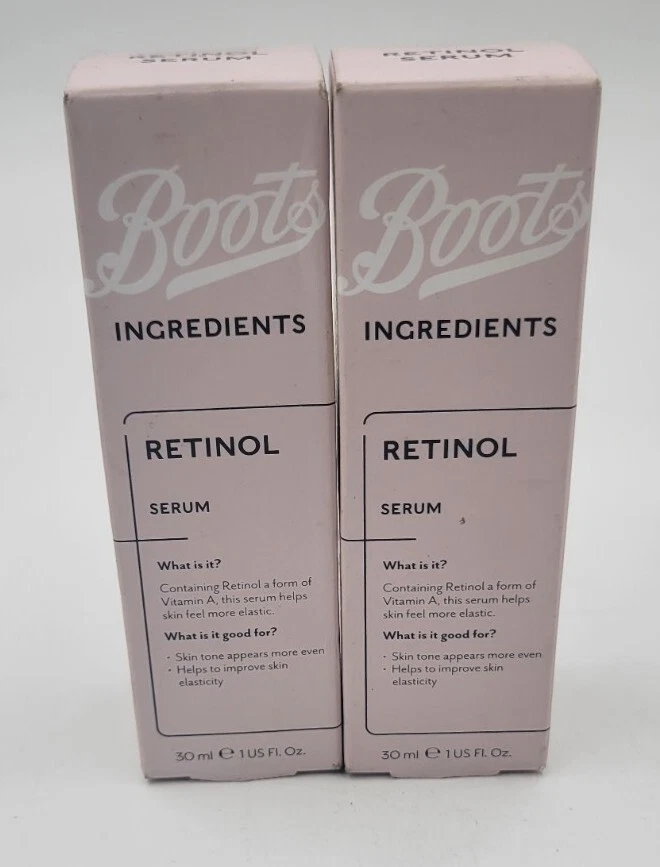 RETINOL
SERUM
Boots
INGREDIENTS
RETINOL
SERUM
What is it?
Containing Retinol a form of
Vitamin A, this serum helps
skin feel more elastic.
What is it good for?
• Skin tone appears more even
• Helps to improve skin
elasticity
30 ml ℮ 1 US Fl. Oz.
RETINOL
SERUM
Boots
INGREDIENTS
RETINOL
SERUM
What is it?
Containing Retinol a form of
Vitamin A, this serum helps
skin feel more elastic.
What is it good for?
• Skin tone appears more even
• Helps to improve skin
elasticity
30 ml ℮ 1 US Fl. Oz.